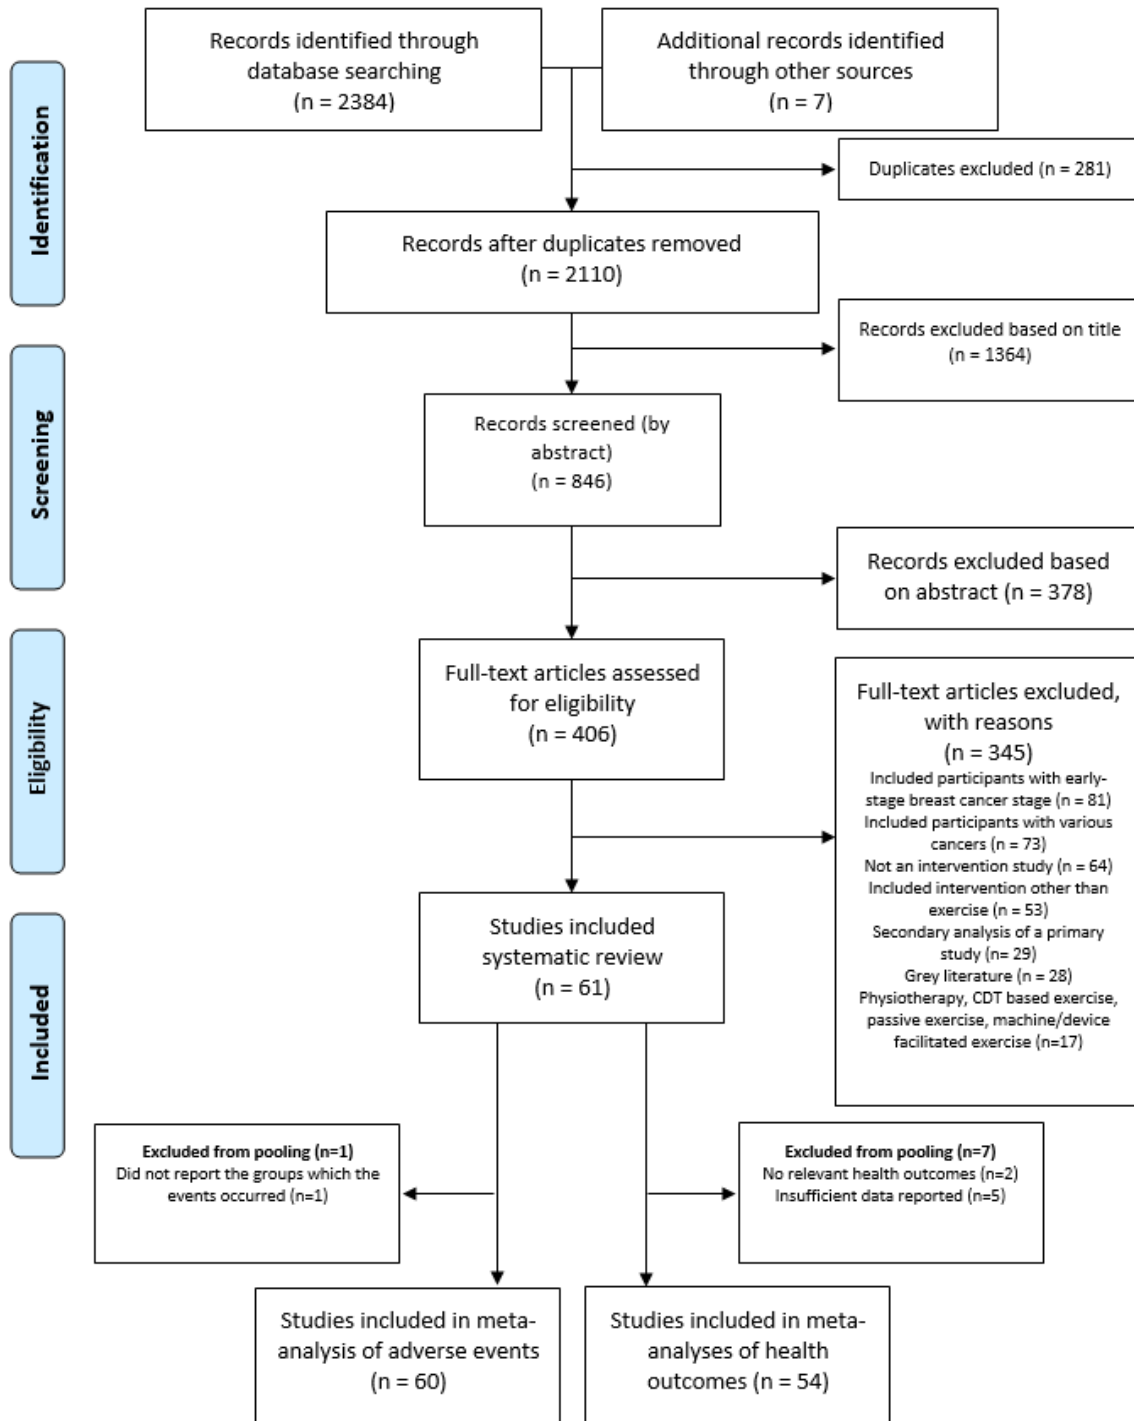 Records identified through
database searching
(n = 2384)
Additional records identified
through other sources
(n = 7)
Identification
Duplicates excluded (n = 281)
Records after duplicates removed
(n = 2110)
Records excluded based on title
(n = 1364)
Screening
Records screened (by
abstract)
(n = 846)
Records excluded based
on abstract (n = 378)
Eligibility
Full-text articles assessed
for eligibility
(n = 406)
Full-text articles excluded,
with reasons
(n = 345)
Included participants with early-
stage breast cancer stage (n = 81)
Included participants with various
cancers (n = 73)
Not an intervention study (n = 64)
Included intervention other than
exercise (n = 53)
Secondary analysis of a primary
study (n= 29)
Grey literature (n = 28)
Physiotherapy, CDT based exercise,
passive exercise, machine/device
facilitated exercise (n=17)
Included
Studies included
systematic review
(n = 61)
Excluded from pooling (n=1)
Did not report the groups which the
events occurred (n=1)
Excluded from pooling (n=7)
No relevant health outcomes (n=2)
Insufficient data reported (n=5)
Studies included in meta-
analysis of adverse events
(n = 60)
Studies included in meta-
analyses of health
outcomes (n = 54)